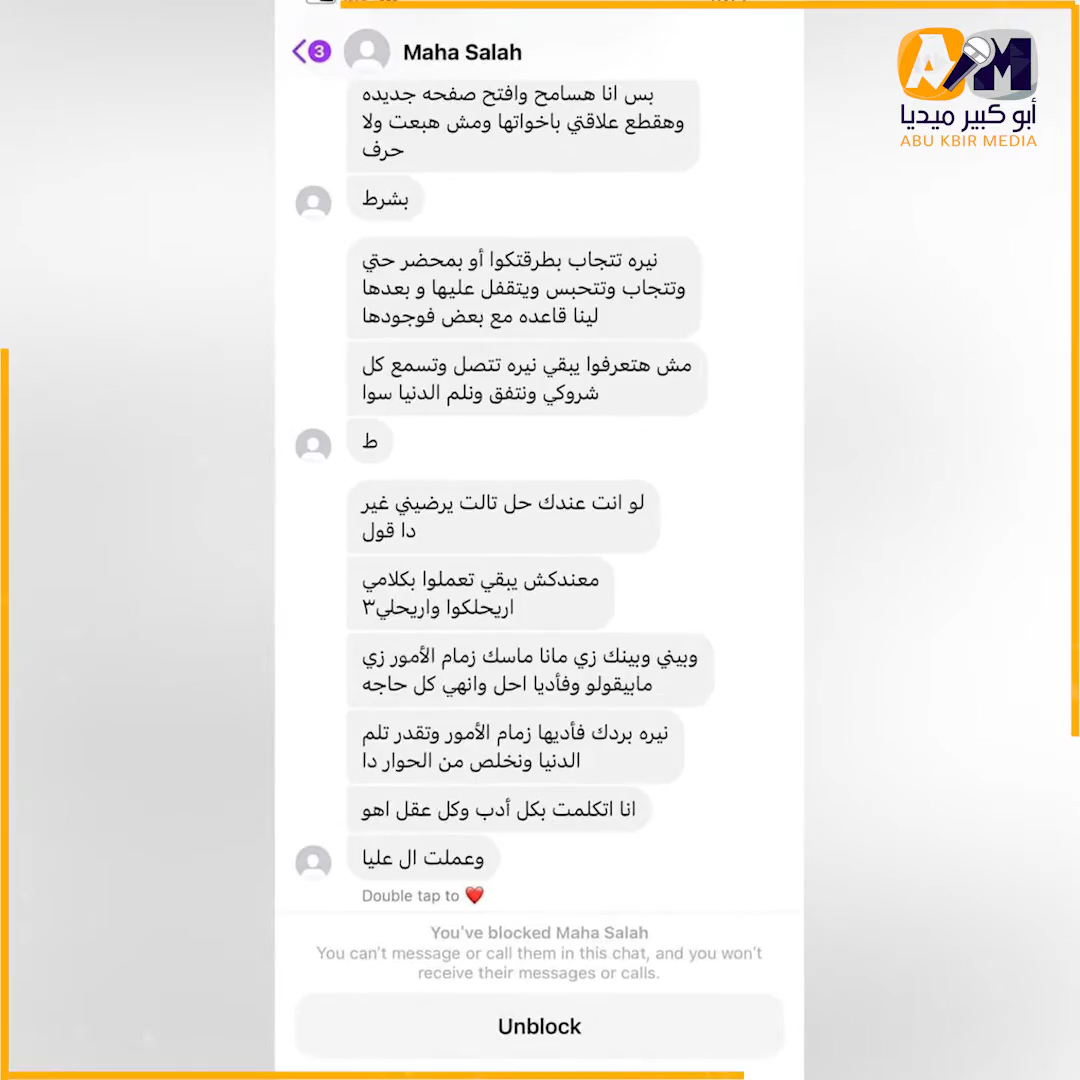 3
Maha Salah
أبو كبير ميديا
ABU KBIR MEDIA
بس انا هسامح وافتح صفحه جديده
وهقطع علاقتي باخواتها ومش هبعت ولا
حرف
بشرط
نيره تتجاب بطرقتكوا أو بمحضر حتي
وتتجاب وتتحبس ويتقفل عليها و بعدها
لينا قاعده مع بعض فوجودها
مش هتعرفوا يبقي نيره تتصل وتسمع كل
شروكي ونتفق ونلم الدنيا سوا
ط
لو انت عندك حل تالت يرضيني غير
دا قول
معندكش يبقي تعملوا بكلامي
اريحلكوا واريحلي٣
وبيني وبينك زي مانا ماسك زمام الأمور زي
مابيقولو وفأديا احل وانهي كل حاجه
نيره بردك فأديها زمام الأمور وتقدر تلم
الدنيا ونخلص من الحوار دا
انا اتكلمت بكل أدب وكل عقل اهو
وعملت ال عليا
Double tap to ❤️
You've blocked Maha Salah
You can't message or call them in this chat, and you won't
receive their messages or calls.
Unblock